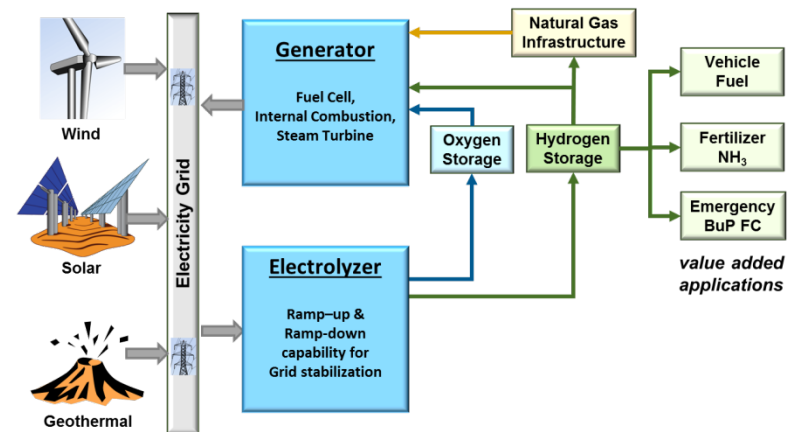 Wind
Solar
Geothermal
Electricity Grid
Generator
Fuel Cell,
Internal Combustion,
Steam Turbine
Electrolyzer
Ramp–up &
Ramp-down
capability for
Grid stabilization
Natural Gas
Infrastructure
Oxygen
Storage
Hydrogen
Storage
Vehicle
Fuel
Fertilizer
NH₃
Emergency
BuP FC
value added
applications